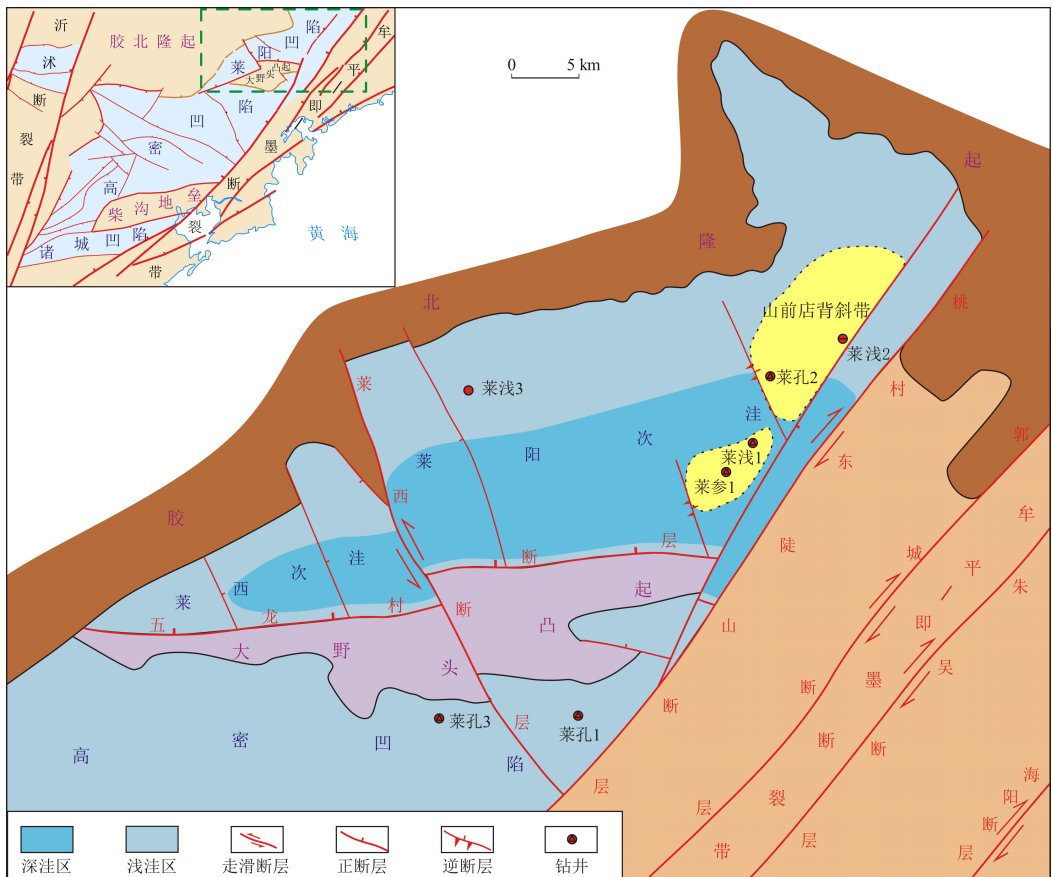 沂
沭
断
裂
带
胶北隆起
莱阳凹陷
大野头凸起
牟
平
即
墨
断
裂
带
高密凹陷
柴沟地垒
诸城凹陷
黄海
0 5 km
胶北隆起
山前店背斜带
莱浅2
莱孔2
莱浅3
莱阳次洼
莱浅1
莱参1
莱西断层
莱西次洼
五龙村断层
大野头凸起
莱孔3
莱孔1
高密凹陷
桃村东陡山断层
郭城断层
牟平即墨断裂带
朱吴断层
海阳断层
深洼区
浅洼区
走滑断层
正断层
逆断层
钻井